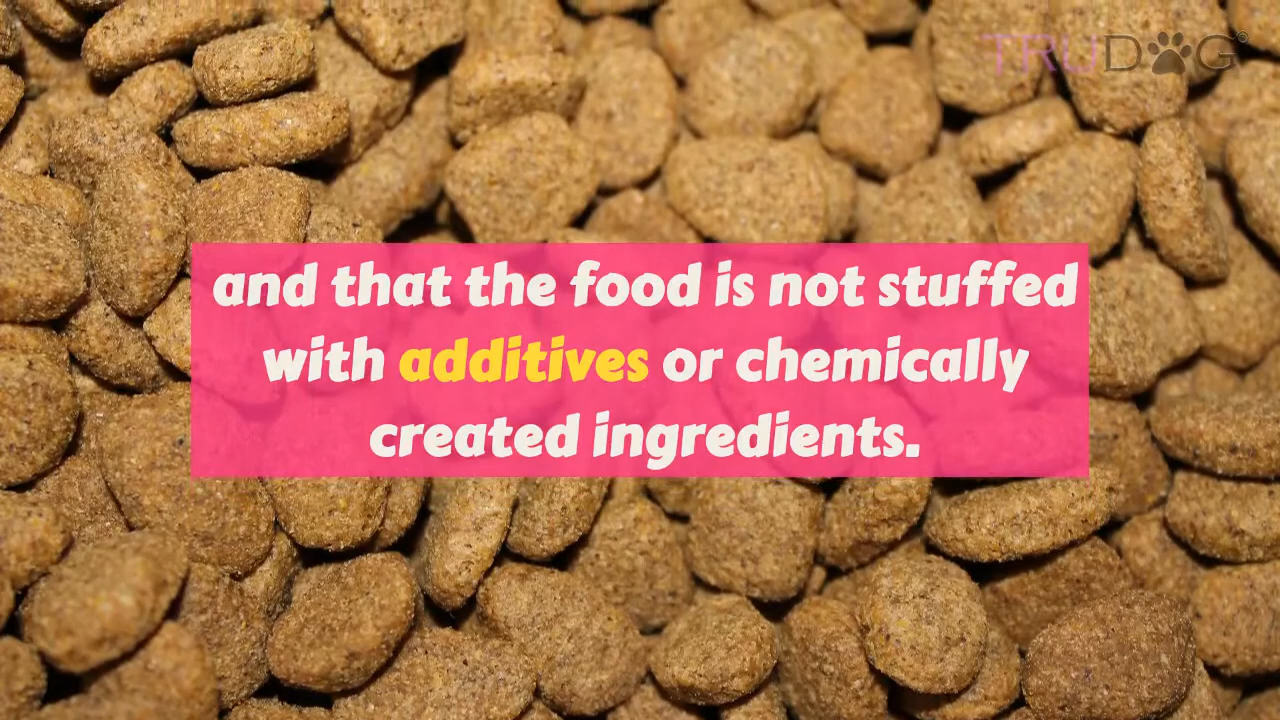 TRUDOG®
and that the food is not stuffed
with additives or chemically
created ingredients.